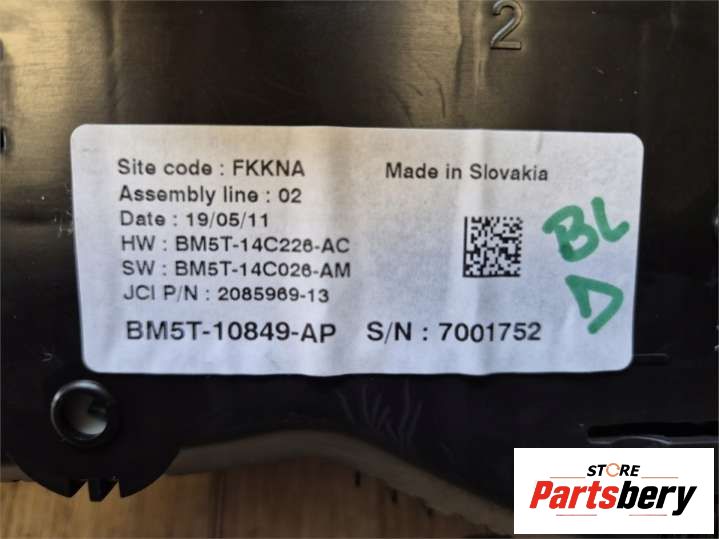 2
Site code : FKKNA
Made in Slovakia
Assembly line : 02
Date : 19/05/11
HW : BM5T-14C226-AC
SW : BM5T-14C026-AM
JCI P/N : 2085969-13
BM5T-10849-AP S/N : 7001752
BL
D
STORE
Partsbery